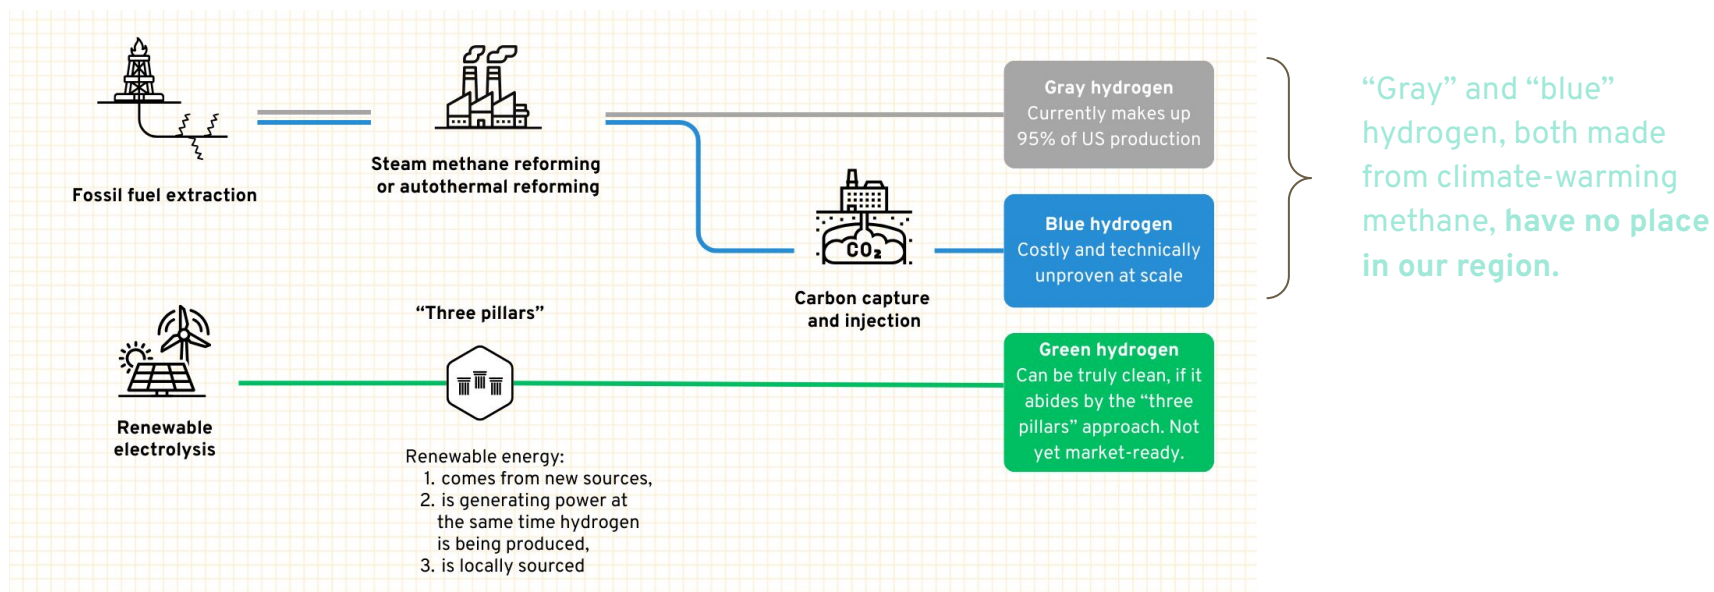 Fossil fuel extraction
Steam methane reforming
or autothermal reforming
Gray hydrogen
Currently makes up
95% of US production
CO₂
Carbon capture
and injection
Blue hydrogen
Costly and technically
unproven at scale
“Gray” and “blue”
hydrogen, both made
from climate-warming
methane, have no place
in our region.
Renewable
electrolysis
“Three pillars”
Renewable energy:
1. comes from new sources,
2. is generating power at
the same time hydrogen
is being produced,
3. is locally sourced
Green hydrogen
Can be truly clean, if it
abides by the “three
pillars” approach. Not
yet market-ready.